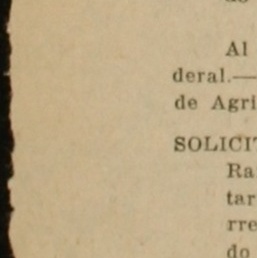 Al
deral.—
de Agri
SOLICIT
Ra
tar
rre
do